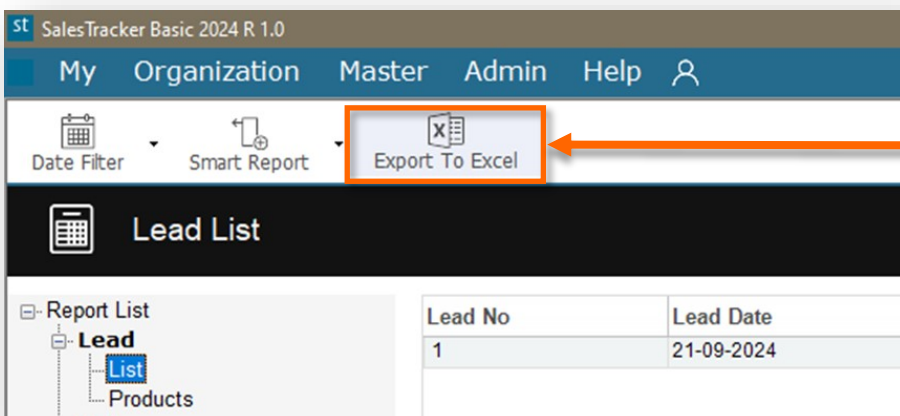 st SalesTracker Basic 2024 R 1.0
My Organization Master Admin Help
Date Filter Smart Report Export To Excel
Lead List
Report List
Lead
List
Products
Lead No Lead Date
1 21-09-2024